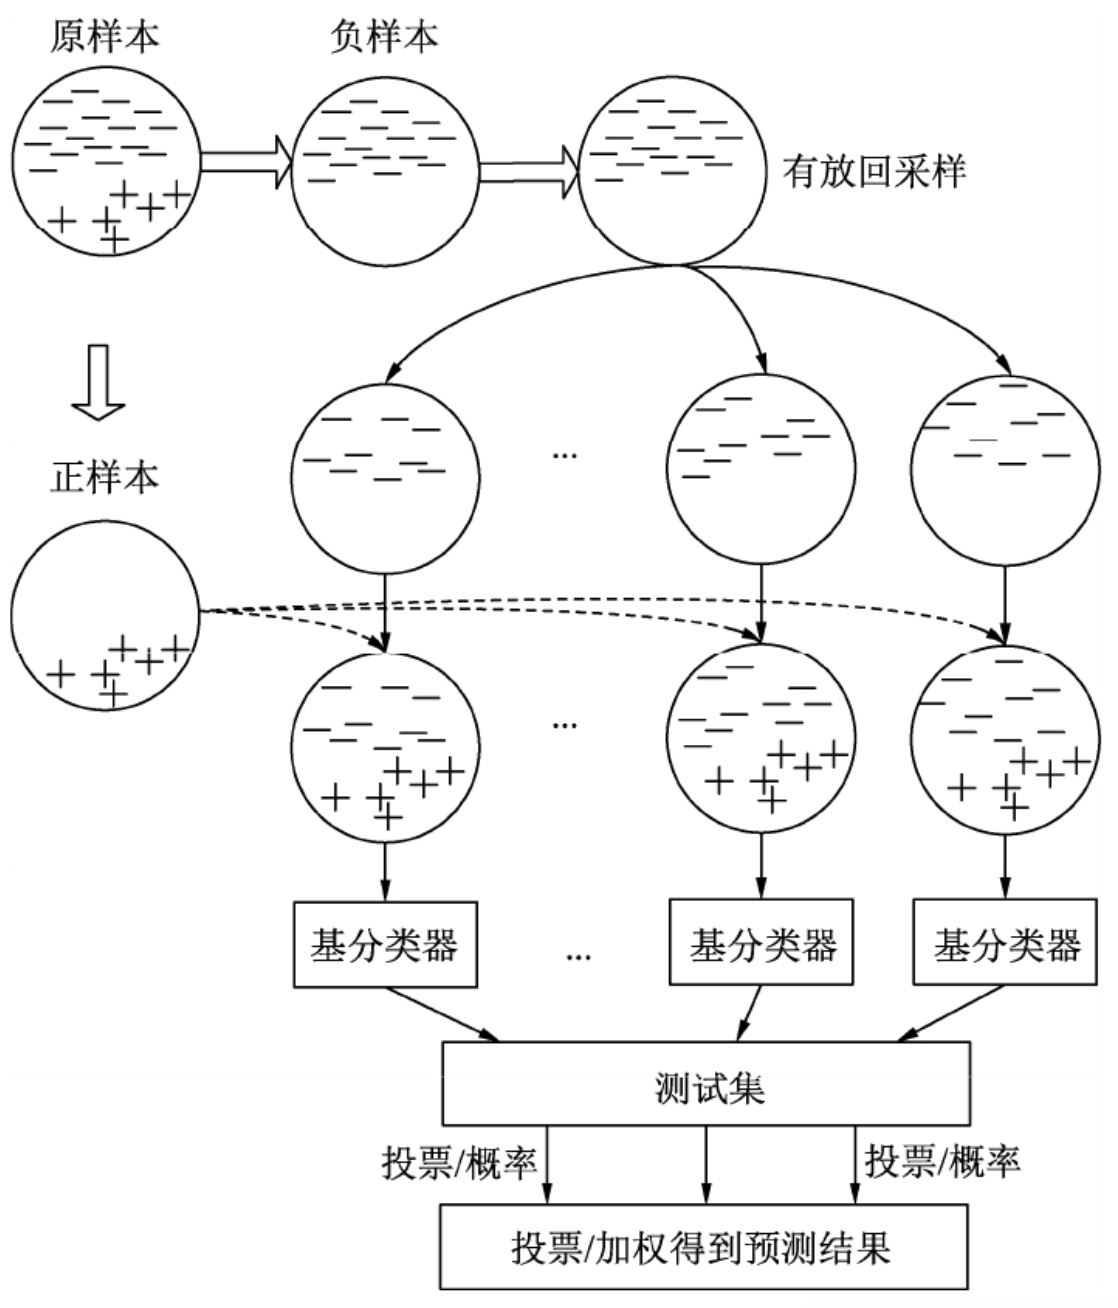 原样本
负样本
有放回采样
...
正样本
...
基分类器
...
基分类器
基分类器
测试集
投票/概率
投票/概率
投票/加权得到预测结果